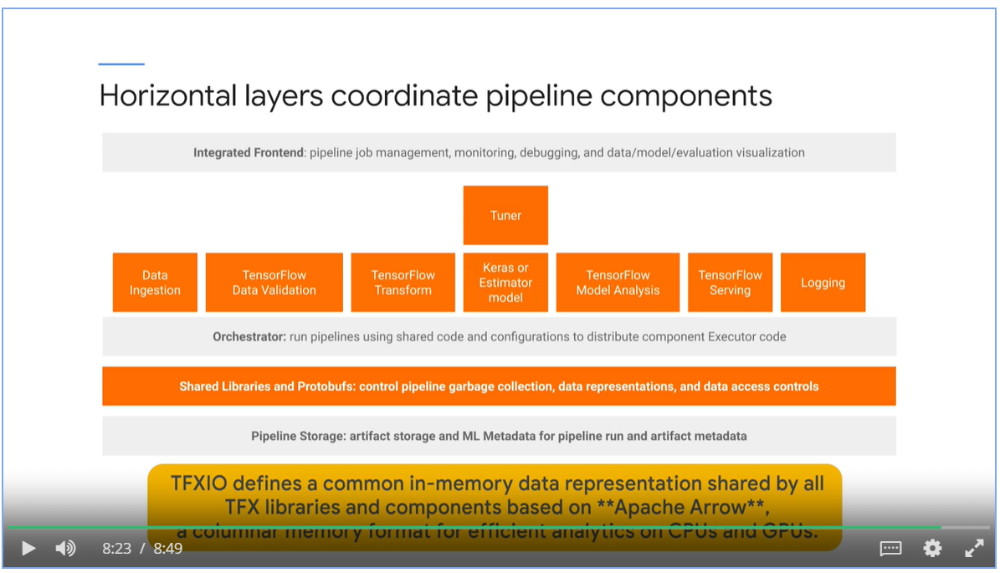 Horizontal layers coordinate pipeline components
Integrated Frontend: pipeline job management, monitoring, debugging, and data/model/evaluation visualization
Tuner
Data
Ingestion
TensorFlow
Data Validation
TensorFlow
Transform
Keras or
Estimator
model
TensorFlow
Model Analysis
TensorFlow
Serving
Logging
Orchestrator: run pipelines using shared code and configurations to distribute component Executor code
Shared Libraries and Protobufs: control pipeline garbage collection, data representations, and data access controls
Pipeline Storage: artifact storage and ML Metadata for pipeline run and artifact metadata
TFXIO defines a common in-memory data representation shared by all
TFX libraries and components based on **Apache Arrow**,
a columnar memory format for efficient analytics on CPUs and GPUs.
8:23 / 8:49